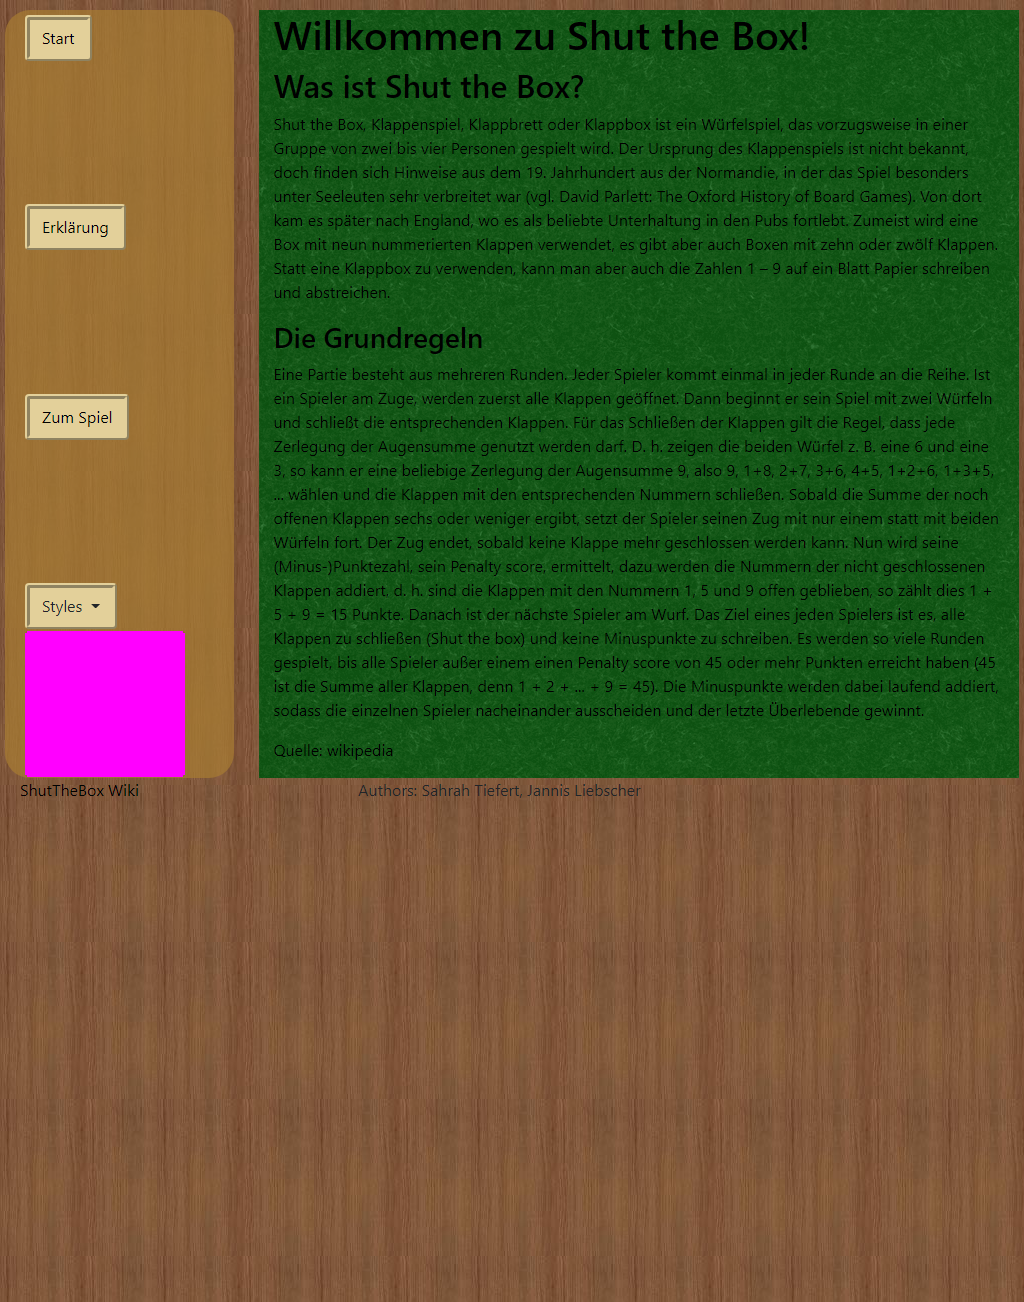 Start
Erklärung
Zum Spiel
Styles
Willkommen zu Shut the Box!
Was ist Shut the Box?
Shut the Box, Klappenspiel, Klappbrett oder Klappbox ist ein Würfelspiel, das vorzugsweise in einer
Gruppe von zwei bis vier Personen gespielt wird. Der Ursprung des Klappenspiels ist nicht bekannt,
doch finden sich Hinweise aus dem 19. Jahrhundert aus der Normandie, in der das Spiel besonders
unter Seeleuten sehr verbreitet war (vgl. David Parlett: The Oxford History of Board Games). Von dort
kam es später nach England, wo es als beliebte Unterhaltung in den Pubs fortlebt. Zumeist wird eine
Box mit neun nummerierten Klappen verwendet, es gibt aber auch Boxen mit zehn oder zwölf Klappen.
Statt eine Klappbox zu verwenden, kann man aber auch die Zahlen 1 – 9 auf ein Blatt Papier schreiben
und abstreichen.
Die Grundregeln
Eine Partie besteht aus mehreren Runden. Jeder Spieler kommt einmal in jeder Runde an die Reihe. Ist
ein Spieler am Zuge, werden zuerst alle Klappen geöffnet. Dann beginnt er sein Spiel mit zwei Würfeln
und schließt die entsprechenden Klappen. Für das Schließen der Klappen gilt die Regel, dass jede
Zerlegung der Augensumme genutzt werden darf. D. h. zeigen die beiden Würfel z. B. eine 6 und eine
3, so kann er eine beliebige Zerlegung der Augensumme 9, also 9, 1+8, 2+7, 3+6, 4+5, 1+2+6, 1+3+5,
... wählen und die Klappen mit den entsprechenden Nummern schließen. Sobald die Summe der noch
offenen Klappen sechs oder weniger ergibt, setzt der Spieler seinen Zug mit nur einem statt mit beiden
Würfeln fort. Der Zug endet, sobald keine Klappe mehr geschlossen werden kann. Nun wird seine
(Minus-)Punktezahl, sein Penalty score, ermittelt, dazu werden die Nummern der nicht geschlossenen
Klappen addiert, d. h. sind die Klappen mit den Nummern 1, 5 und 9 offen geblieben, so zählt dies 1 +
5 + 9 = 15 Punkte. Danach ist der nächste Spieler am Wurf. Das Ziel eines jeden Spielers ist es, alle
Klappen zu schließen (Shut the box) und keine Minuspunkte zu schreiben. Es werden so viele Runden
gespielt, bis alle Spieler außer einem einen Penalty score von 45 oder mehr Punkten erreicht haben (45
ist die Summe aller Klappen, denn 1 + 2 + ... + 9 = 45). Die Minuspunkte werden dabei laufend addiert,
sodass die einzelnen Spieler nacheinander ausscheiden und der letzte Überlebende gewinnt.
Quelle: wikipedia
ShutTheBox Wiki
Authors: Sahrah Tiefert, Jannis Liebscher